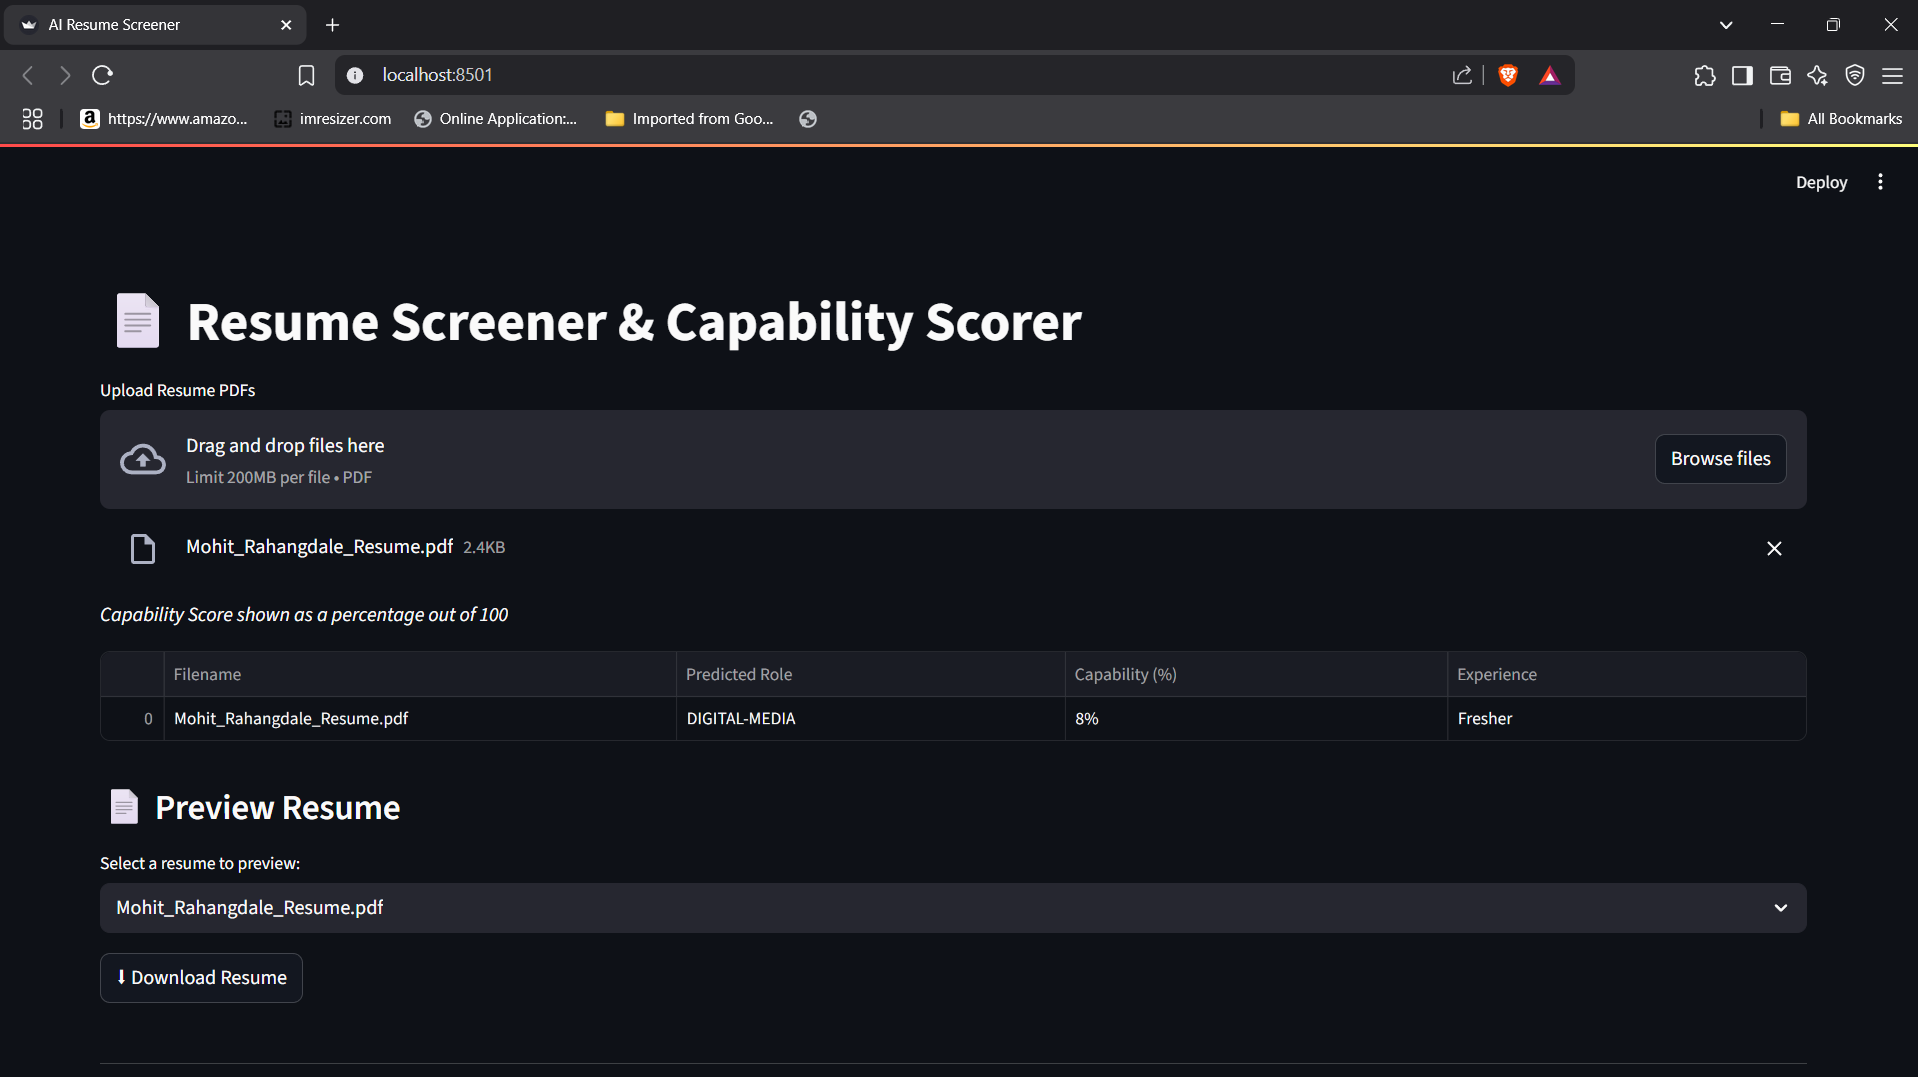 AI Resume Screener
localhost:8501
https://www.amazo...
imresizer.com
Online Application:...
Imported from Goo...
All Bookmarks
Deploy
Resume Screener & Capability Scorer
Upload Resume PDFs
Drag and drop files here
Limit 200MB per file • PDF
Browse files
Mohit_Rahangdale_Resume.pdf 2.4KB
Capability Score shown as a percentage out of 100
Filename Predicted Role Capability (%) Experience
0 Mohit_Rahangdale_Resume.pdf DIGITAL-MEDIA 8% Fresher
Preview Resume
Select a resume to preview:
Mohit_Rahangdale_Resume.pdf
⬇ Download Resume